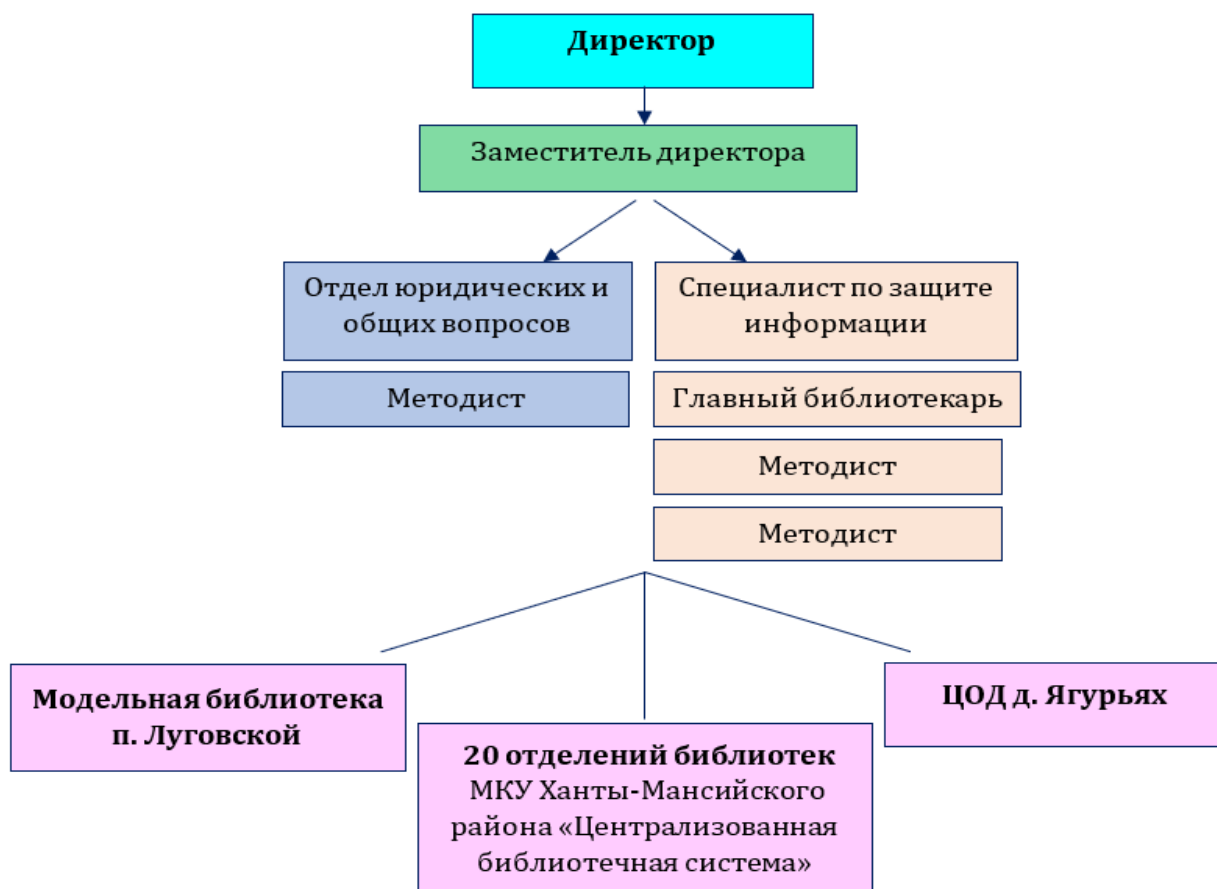 Директор
Заместитель директора
Отдел юридических и
общих вопросов
Специалист по защите
информации
Методист
Главный библиотекарь
Методист
Методист
Модельная библиотека
п. Луговской
20 отделений библиотек
МКУ Ханты-Мансийского
района «Централизованная
библиотечная система»
ЦОД д. Ягурьях